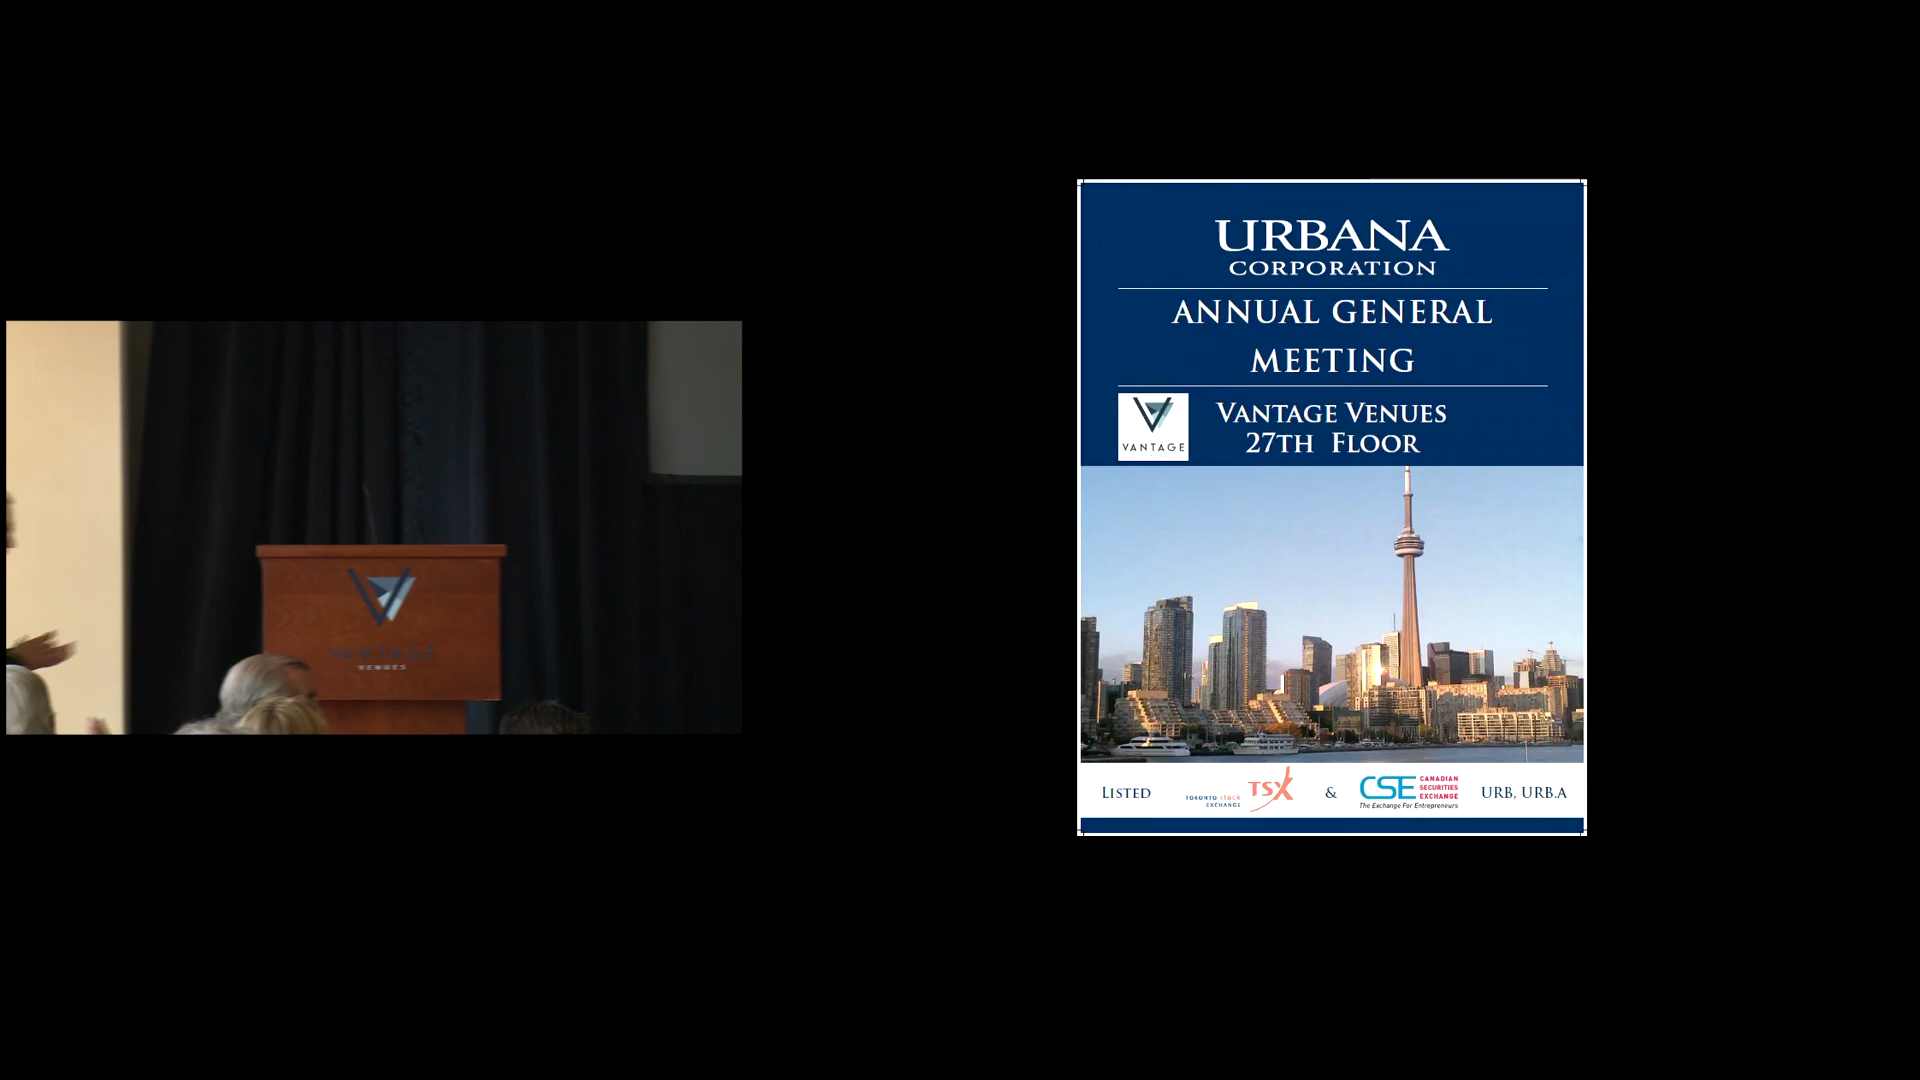 VANTAGE
VENUES
URBANA
CORPORATION
ANNUAL GENERAL
MEETING
VANTAGE
VANTAGE VENUES
27TH FLOOR
LISTED
TORONTO stock
EXCHANGE
TSX
&
CSE
CANADIAN
SECURITIES
EXCHANGE
The Exchange For Entrepreneurs
URB, URB.A